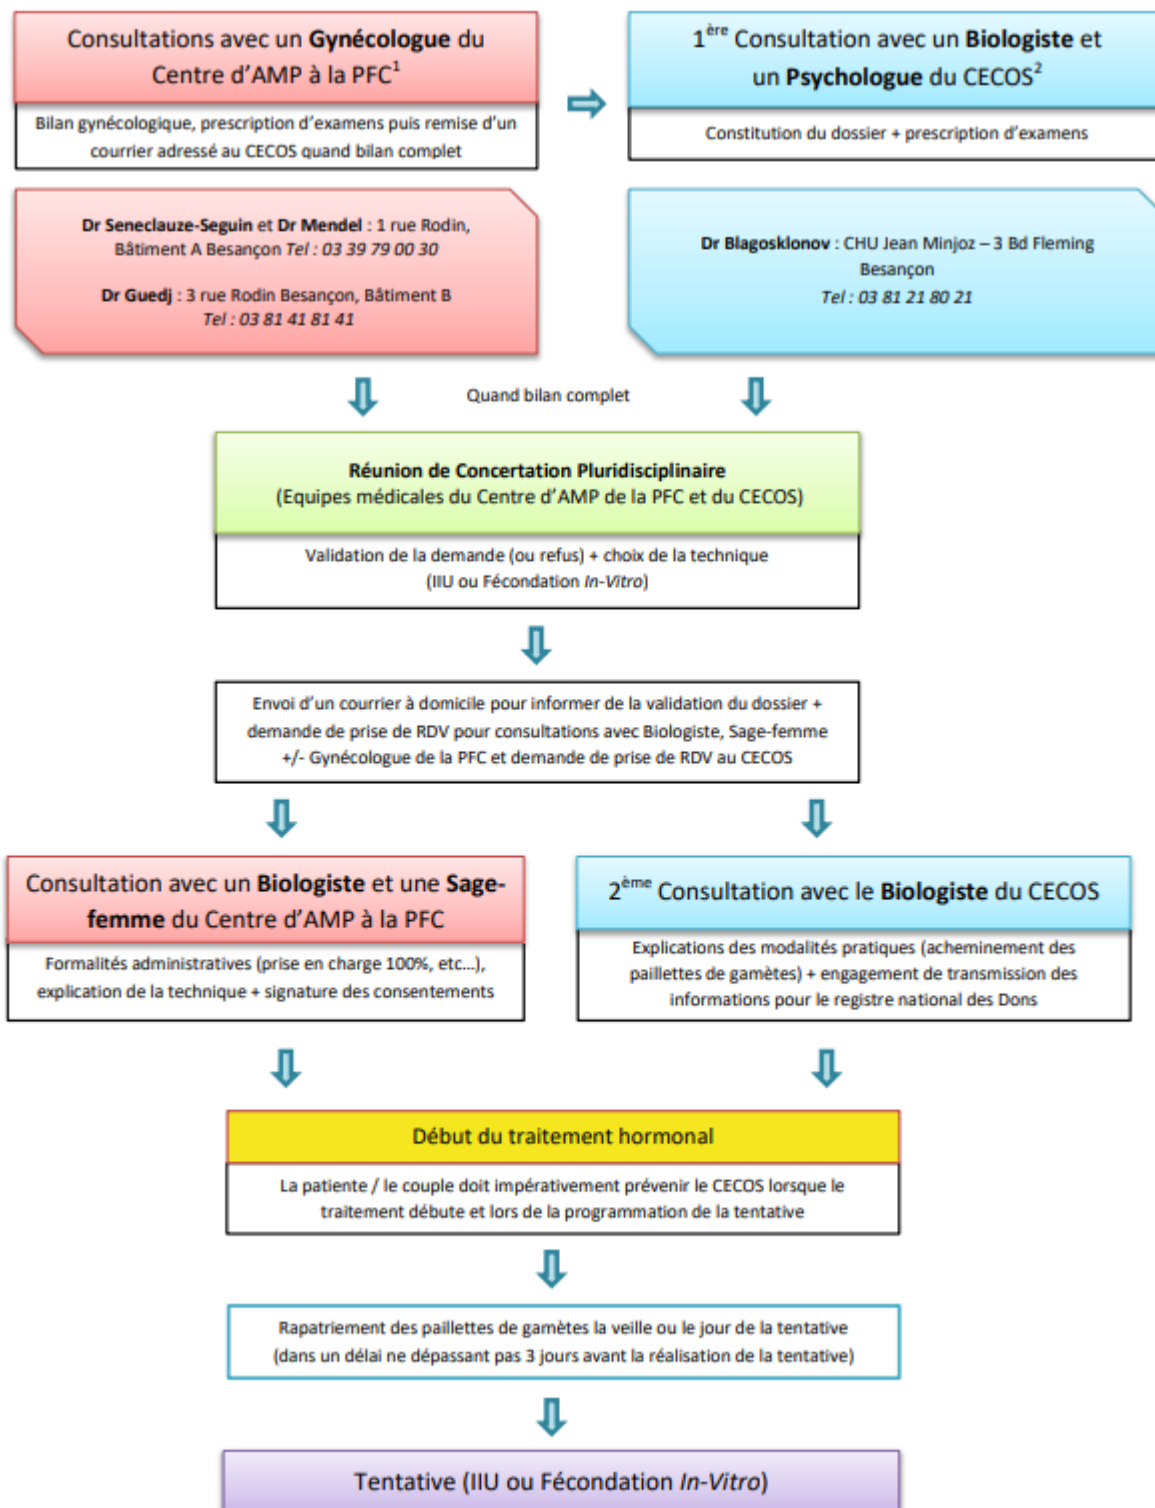 Consultations avec un Gynécologue du
Centre d'AMP à la PFC1
Bilan gynécologique, prescription d'examens puis remise d'un
courrier adressé au CECOS quand bilan complet
1ère Consultation avec un Biologiste et
un Psychologue du CECOS2
Constitution du dossier + prescription d'examens
Dr Seneclauze-Seguin et Dr Mendel : 1 rue Rodin,
Bâtiment A Besançon Tel : 03 39 79 00 30
Dr Guedj : 3 rue Rodin Besançon, Bâtiment B
Tel : 03 81 41 81 41
Dr Blagosklonov : CHU Jean Minjoz – 3 Bd Fleming
Besançon
Tel : 03 81 21 80 21
Quand bilan complet
Réunion de Concertation Pluridisciplinaire
(Equipes médicales du Centre d'AMP de la PFC et du CECOS)
Validation de la demande (ou refus) + choix de la technique
(IIU ou Fécondation In-Vitro)
Envoi d'un courrier à domicile pour informer de la validation du dossier +
demande de prise de RDV pour consultations avec Biologiste, Sage-femme
+/- Gynécologue de la PFC et demande de prise de RDV au CECOS
Consultation avec un Biologiste et une Sage-
femme du Centre d'AMP à la PFC
Formalités administratives (prise en charge 100%, etc...),
explication de la technique + signature des consentements
2ème Consultation avec le Biologiste du CECOS
Explications des modalités pratiques (acheminement des
paillettes de gamètes) + engagement de transmission des
informations pour le registre national des Dons
Début du traitement hormonal
La patiente / le couple doit impérativement prévenir le CECOS lorsque le
traitement débute et lors de la programmation de la tentative
Rapatriement des paillettes de gamètes la veille ou le jour de la tentative
(dans un délai ne dépassant pas 3 jours avant la réalisation de la tentative)
Tentative (IIU ou Fécondation In-Vitro)